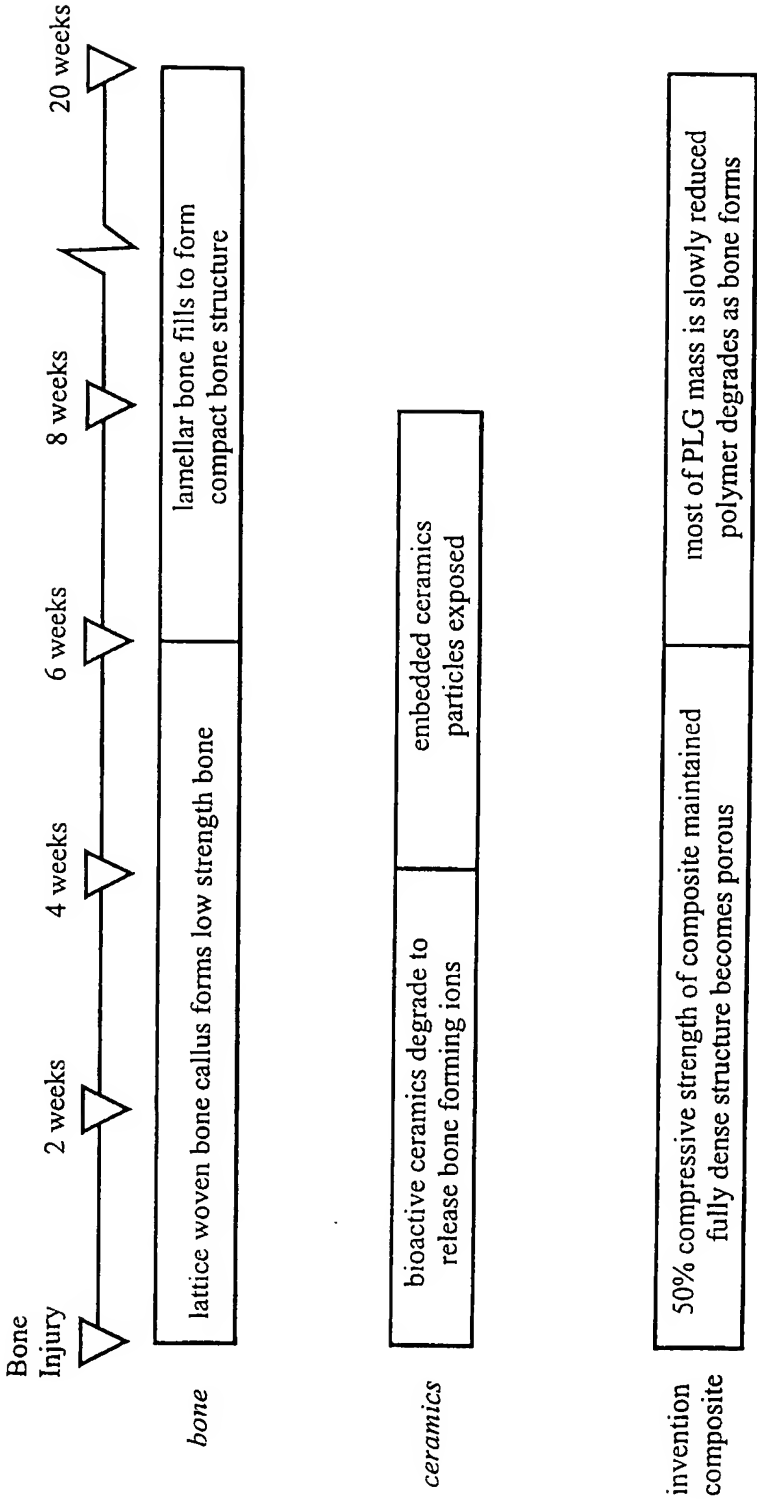 Bone
Injury
2 weeks
4 weeks
6 weeks
8 weeks
20 weeks
bone
lattice woven bone callus forms low strength bone
lamellar bone fills to form
compact bone structure
ceramics
bioactive ceramics degrade to
release bone forming ions
embedded ceramics
particles exposed
invention
composite
50% compressive strength of composite maintained
fully dense structure becomes porous
most of PLG mass is slowly reduced
polymer degrades as bone forms